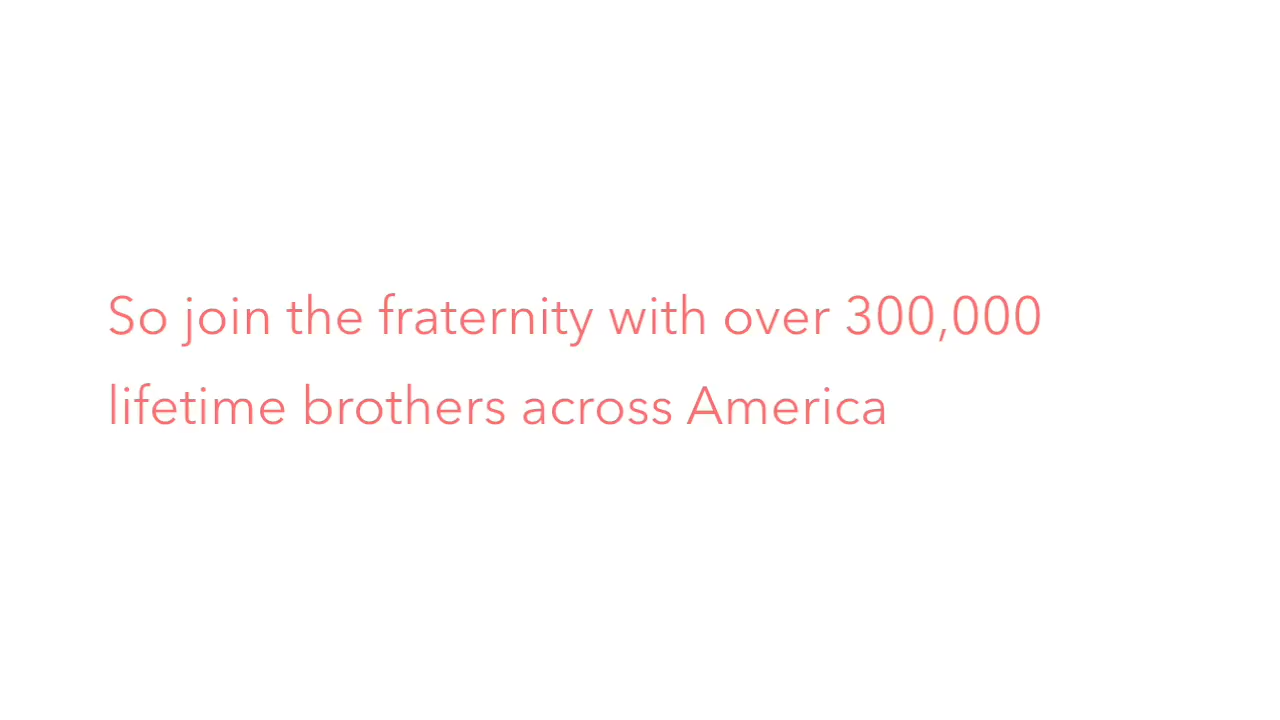 So join the fraternity with over 300,000
lifetime brothers across America